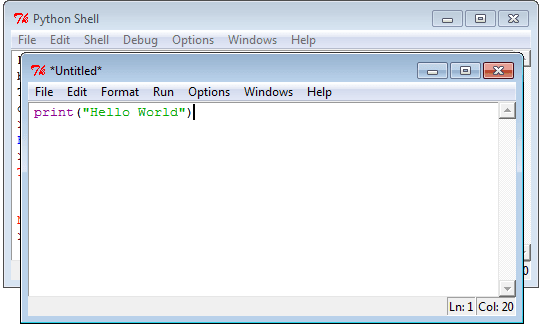 Python Shell
File Edit Shell Debug Options Windows Help
*Untitled*
File Edit Format Run Options Windows Help
print("Hello World")
Ln: 1 Col: 20